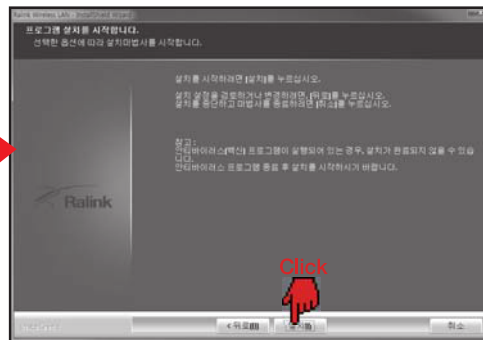 Ralink Wireless LAN - InstallShield Wizard
프로그램 설치를 시작합니다.
선택한 옵션에 따라 설치마법사를 시작합니다.
설치를 시작하려면 [설치]를 누르십시오.
설치 설정을 검토하거나 변경하려면, [뒤로]를 누르십시오.
설치를 중단하고 마법사를 종료하려면 [취소]를 누르십시오.
참고:
안티바이러스(백신) 프로그램이 실행되어 있는 경우, 설치가 완료되지 않을 수 있습
니다.
안티바이러스 프로그램 종료 후 설치를 시작하시기 바랍니다.
Ralink
Click
InstallShield
< 뒤로(B)
취소